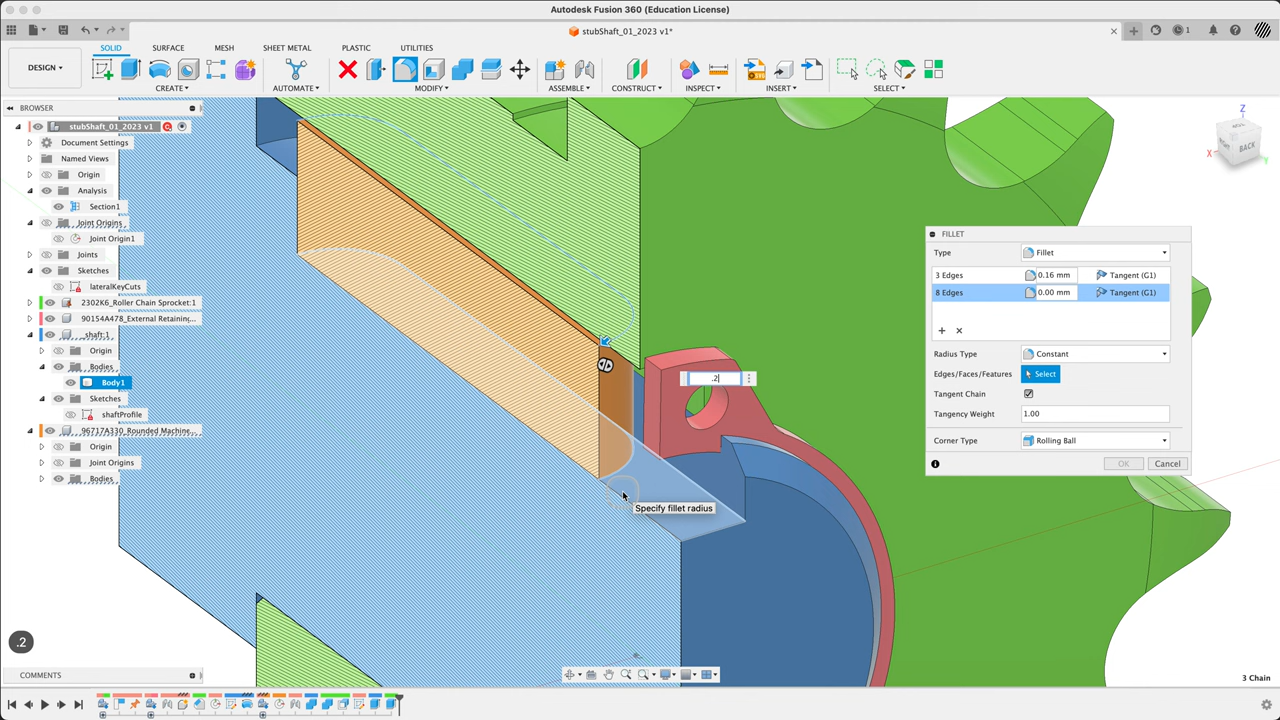 Autodesk Fusion 360 (Education License)
stubShaft_01_2023 v1*
1
SOLID SURFACE MESH SHEET METAL PLASTIC UTILITIES
DESIGN
CREATE AUTOMATE MODIFY ASSEMBLE CONSTRUCT INSPECT INSERT SELECT
BROWSER
stubShaft_01_2023 v1
Document Settings
Named Views
Origin
Analysis
Section1
Joint Origins
Joint Origin1
Joints
Sketches
lateralKeyCuts
2302K6_Roller Chain Sprocket:1
90154A478_External Retaining...
shaft:1
Origin
Bodies
Body1
Sketches
shaftProfile
96717A330_Rounded Machine...
Origin
Joint Origins
Bodies
Z
X
Y
BACK
FILLET
Type Fillet
3 Edges 0.16 mm Tangent (G1)
8 Edges 0.00 mm Tangent (G1)
Radius Type Constant
Edges/Faces/Features Select
Tangent Chain
Tangency Weight 1.00
Corner Type Rolling Ball
OK Cancel
.2
Specify fillet radius
.2
COMMENTS
3 Chain